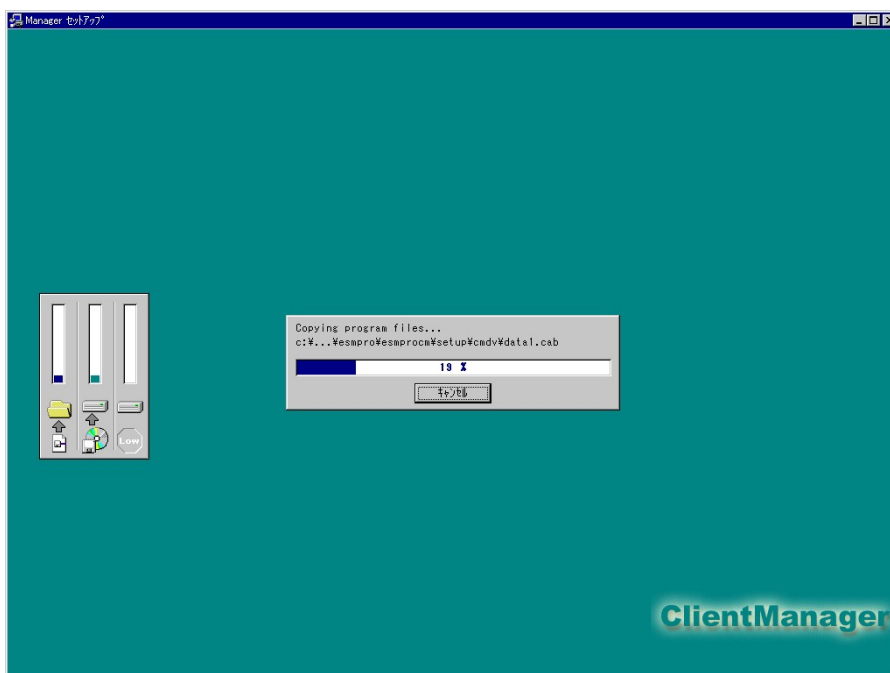 Manager ｾｯﾄｱｯﾌﾟ
Copying program files...
c:¥...¥esmpro¥esmprocm¥setup¥cmdv¥data1.cab
19 %
ｷｬﾝｾﾙ
Low
ClientManager